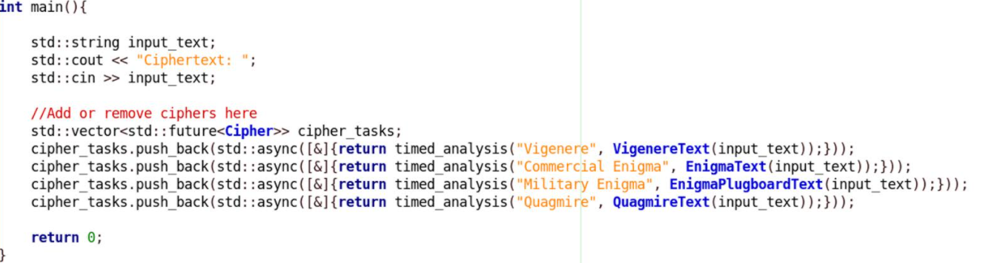 int main(){
std::string input_text;
std::cout << "Ciphertext: ";
std::cin >> input_text;
//Add or remove ciphers here
std::vector<std::future<Cipher>> cipher_tasks;
cipher_tasks.push_back(std::async([&]{return timed_analysis("Vigenere", VigenereText(input_text));}));
cipher_tasks.push_back(std::async([&]{return timed_analysis("Commercial Enigma", EnigmaText(input_text));}));
cipher_tasks.push_back(std::async([&]{return timed_analysis("Military Enigma", EnigmaPlugboardText(input_text));}));
cipher_tasks.push_back(std::async([&]{return timed_analysis("Quagmire", QuagmireText(input_text));}));
return 0;
}